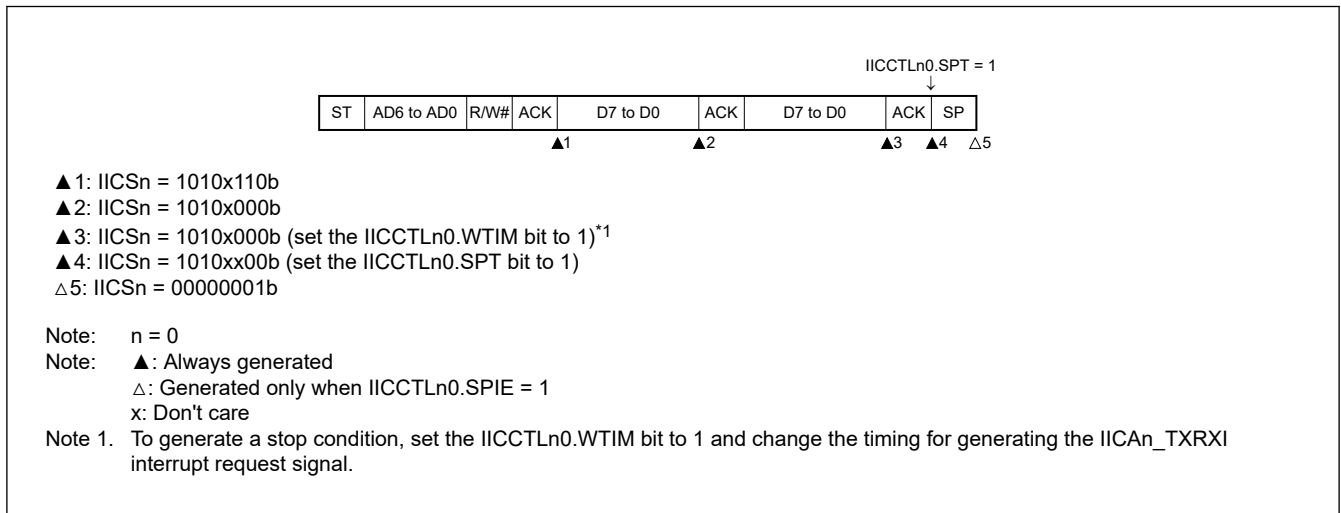 IICCTLn0.SPT = 1
↓
ST AD6 to AD0 R/W# ACK D7 to D0 ACK D7 to D0 ACK SP
▲1 ▲2 ▲3 ▲4 △5
▲1: IICSn = 1010x110b
▲2: IICSn = 1010x000b
▲3: IICSn = 1010x000b (set the IICCTLn0.WTIM bit to 1)*1
▲4: IICSn = 1010xx00b (set the IICCTLn0.SPT bit to 1)
△5: IICSn = 00000001b
Note: n = 0
Note: ▲: Always generated
△: Generated only when IICCTLn0.SPIE = 1
x: Don't care
Note 1. To generate a stop condition, set the IICCTLn0.WTIM bit to 1 and change the timing for generating the IICAn_TXRXI
interrupt request signal.